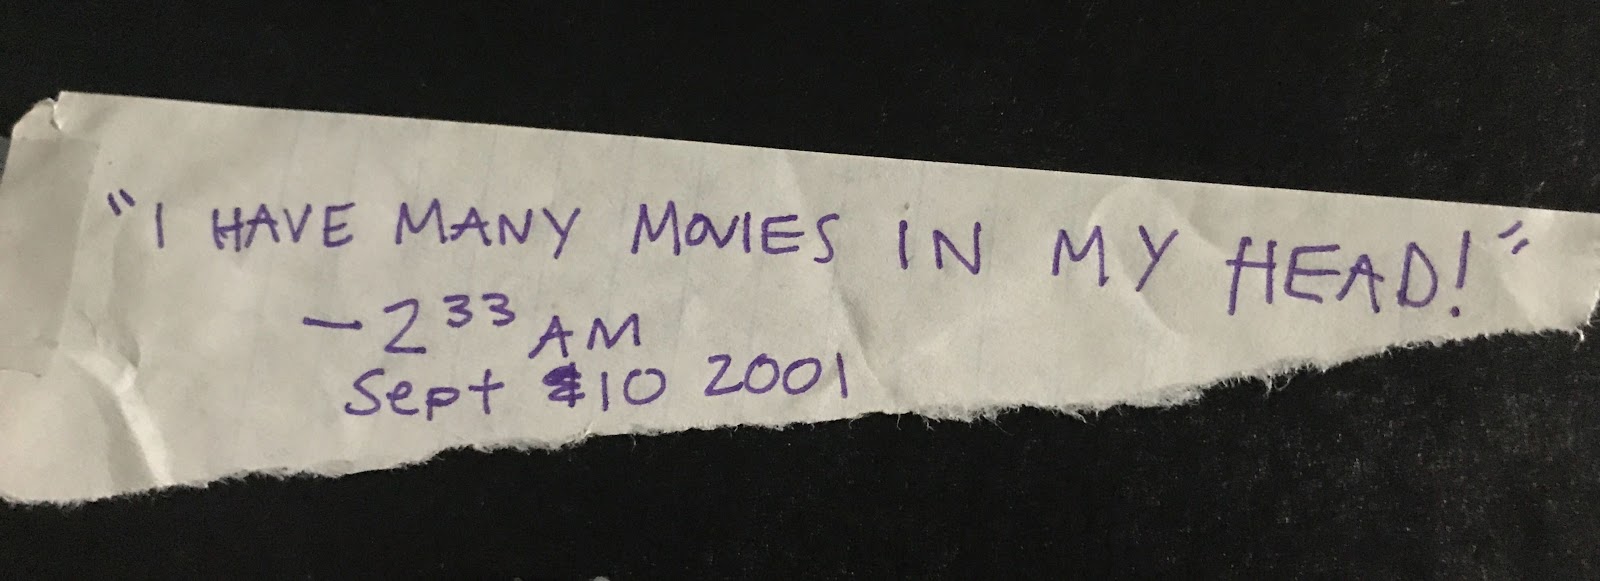 "I HAVE MANY MOVIES IN MY HEAD!"
- 2 33 AM
Sept 10 2001